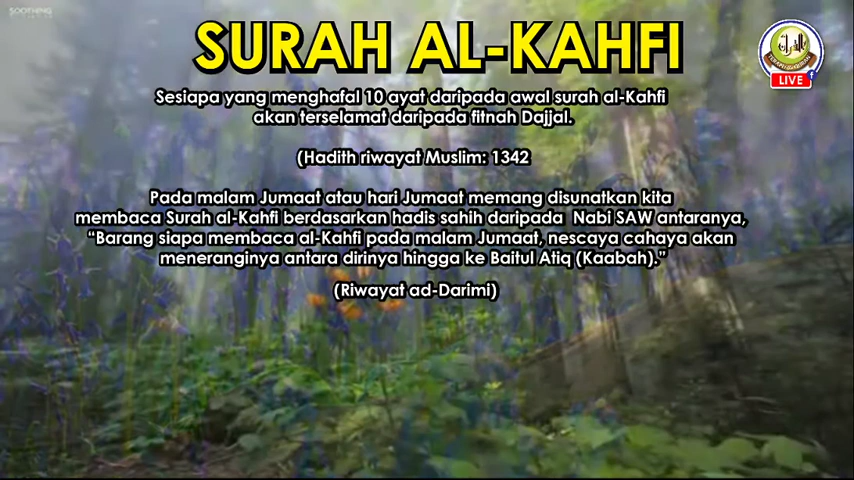 SOOTHING
SURAH AL-KAHFI
LIVE
Sesiapa yang menghafal 10 ayat daripada awal surah al-Kahfi
akan terselamat daripada fitnah Dajjal.
(Hadith riwayat Muslim: 1342
Pada malam Jumaat atau hari Jumaat memang disunatkan kita
membaca Surah al-Kahfi berdasarkan hadis sahih daripada  Nabi SAW antaranya,
“Barang siapa membaca al-Kahfi pada malam Jumaat, nescaya cahaya akan
meneranginya antara dirinya hingga ke Baitul Atiq (Kaabah).”
(Riwayat ad-Darimi)